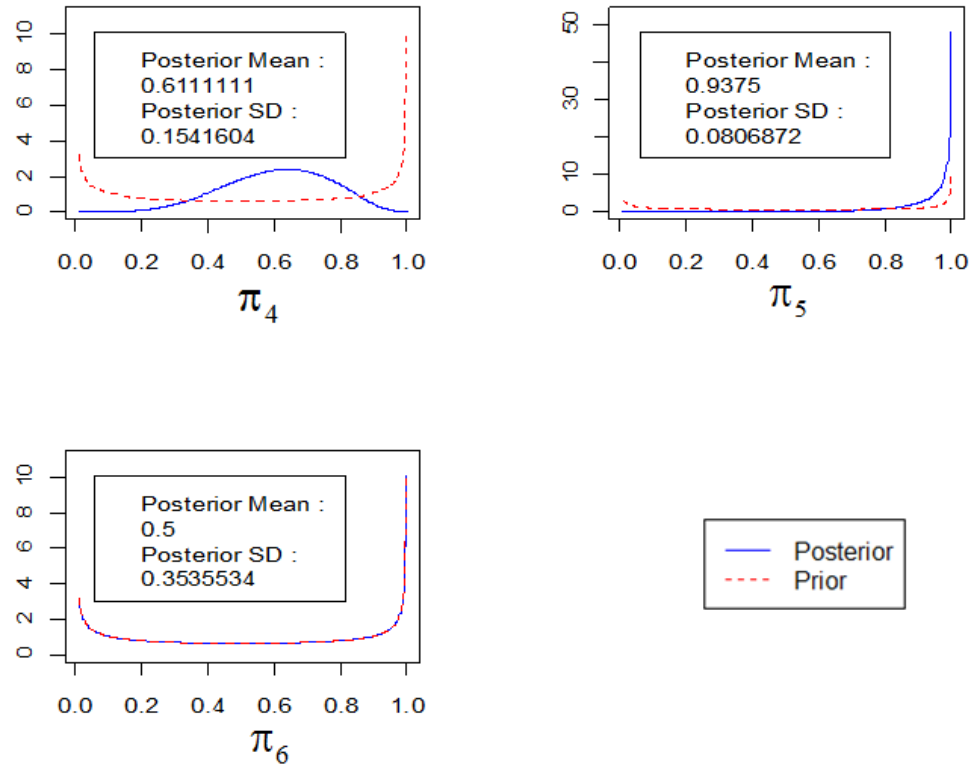 10
8
6
4
2
0
Posterior Mean :
0.6111111
Posterior SD :
0.1541604
0.0 0.2 0.4 0.6 0.8 1.0
π₄
50
30
10
0
Posterior Mean :
0.9375
Posterior SD :
0.0806872
0.0 0.2 0.4 0.6 0.8 1.0
π₅
10
8
6
4
2
0
Posterior Mean :
0.5
Posterior SD :
0.3535534
0.0 0.2 0.4 0.6 0.8 1.0
π₆
Posterior
Prior